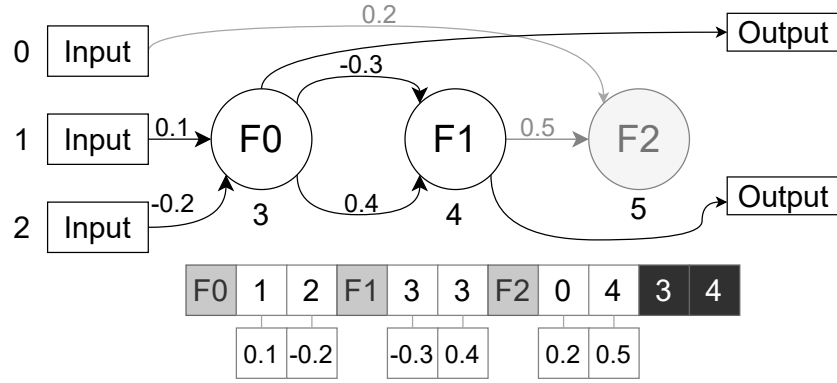 0.2
0 Input Output
-0.3
1 Input 0.1 F0 F1 0.5 F2
2 Input -0.2 3 0.4 4 5 Output
F0 1 2 F1 3 3 F2 0 4 3 4
0.1 -0.2 -0.3 0.4 0.2 0.5